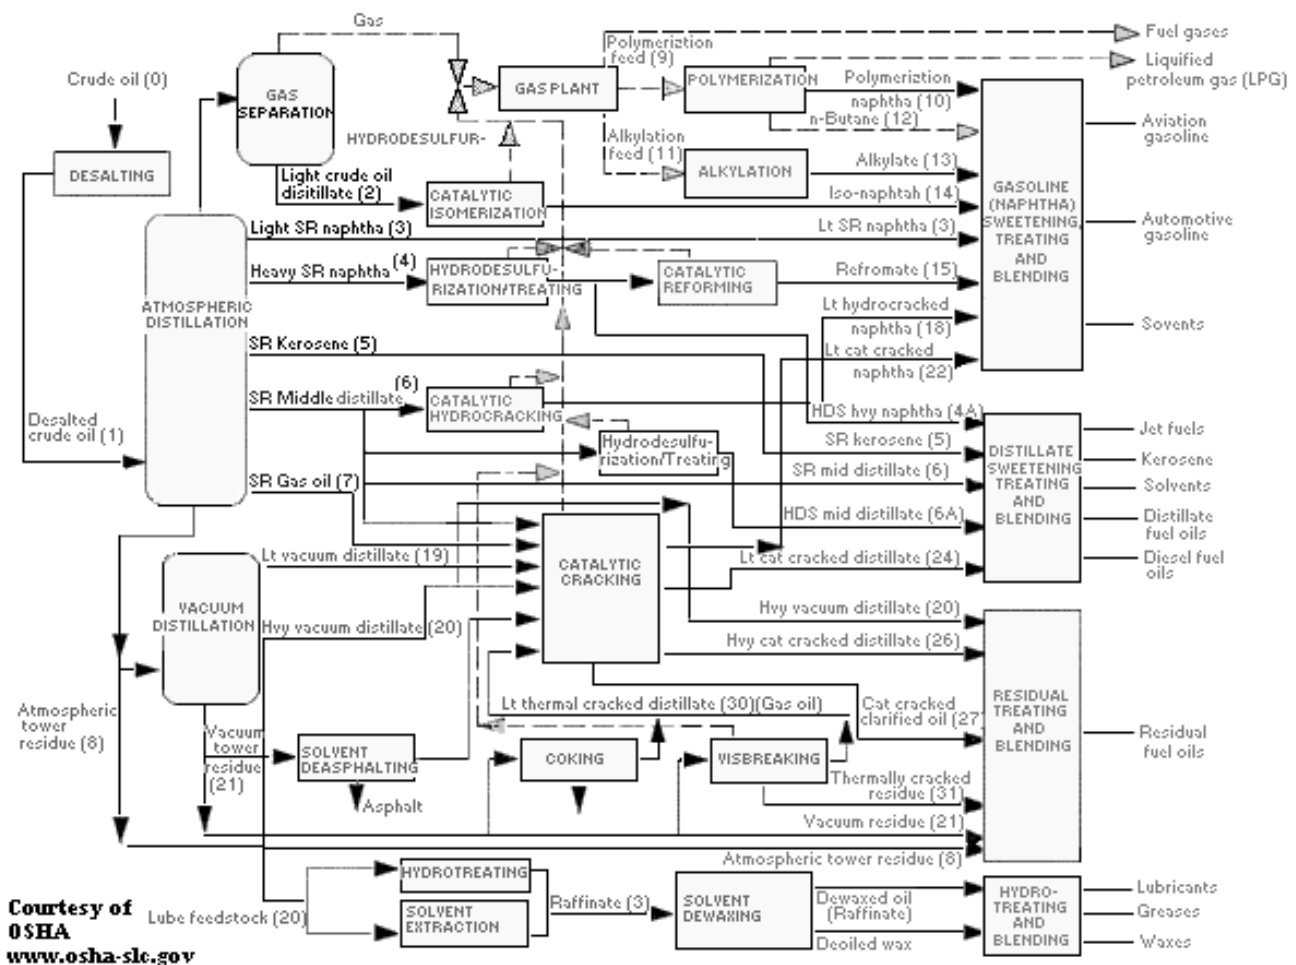 Gas
Fuel gases
Polymeriztion
feed (9)
Liquified
petroleum gas (LPG)
Crude oil (0)
GAS
SEPARATION
GAS PLANT
POLYMERIZATION
Polymeriztion
naphtha (10)
n-Butane (12)
Aviation
gasoline
HYDRODESULFUR-
Alkylation
feed (11)
DESALTING
Light crude oil
disitillate (2)
CATALYTIC
ISOMERIZATION
ALKYLATION
Alkylate (13)
Iso-naphtah (14)
GASOLINE
(NAPHTHA)
SWEETENING,
TREATING
AND
BLENDING
Light SR naphtha (3)
Lt SR naphtha (3)
Automotive
gasoline
Heavy SR naphtha (4)
HYDRODESULFU-
RIZATION/TREATING
CATALYTIC
REFORMING
Refromate (15)
ATMOSPHERIC
DISTILLATION
Lt hydrocracked
naphtha (18)
Sovents
SR Kerosene (5)
Lt cat cracked
naphtha (22)
SR Middle distillate (6)
CATALYTIC
HYDROCRACKING
HDS hvy naphtha (4A)
Jet fuels
Desalted
crude oil (1)
Hydrodesulfu-
rization/Treating
SR kerosene (5)
DISTILLATE
SWEETENING
TREATING
AND
BLENDING
Kerosene
SR Gas oil (7)
SR mid distillate (6)
Solvents
HDS mid distillate (6A)
Distillate
fuel oils
Lt vacuum distillate (19)
CATALYTIC
CRACKING
Lt cat cracked distillate (24)
Diesel fuel
oils
VACUUM
DISTILLATION
Hvy vacuum distillate (20)
Hvy vacuum distillate (20)
Hvy cat cracked distillate (26)
Atmospheric
tower
residue (8)
Vacuum
tower
residue
(21)
Lt thermal cracked distillate (30)(Gas oil)
Cat cracked
clarified oil (27)
RESIDUAL
TREATING
AND
BLENDING
Residual
fuel oils
SOLVENT
DEASPHALTING
COKING
VISBREAKING
Asphalt
Thermally cracked
residue (31)
Vacuum residue (21)
Atmospheric tower residue (8)
HYDROTREATING
SOLVENT
EXTRACTION
Lube feedstock (20)
Raffinate (3)
SOLVENT
DEWAXING
Dewaxed oil
(Raffinate)
Deoiled wax
HYDRO-
TREATING
AND
BLENDING
Lubricants
Greases
Waxes
Courtesy of
OSHA
www.osha-slc.gov